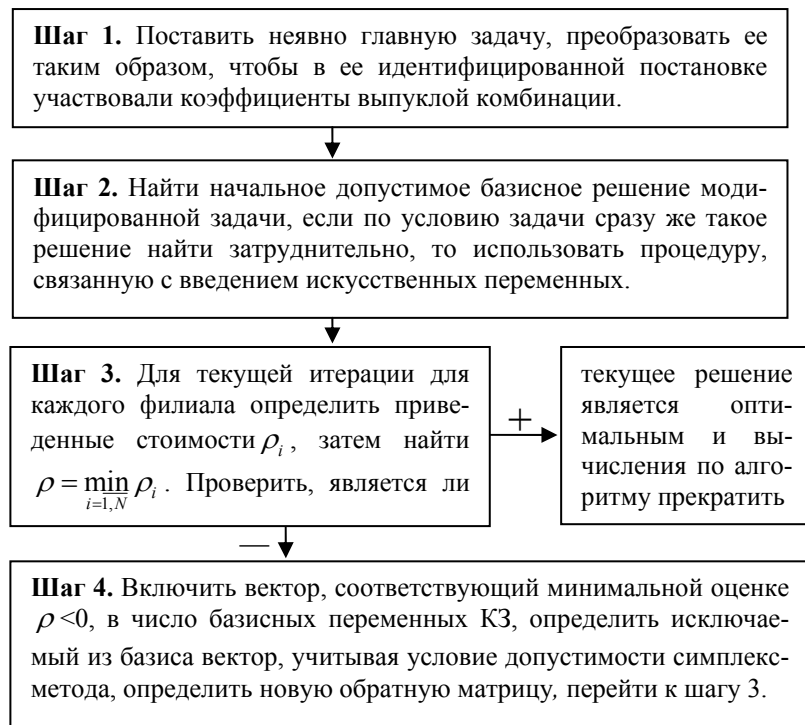 Шаг 1. Поставить неявно главную задачу, преобразовать ее
таким образом, чтобы в ее идентифицированной постановке
участвовали коэффициенты выпуклой комбинации.
Шаг 2. Найти начальное допустимое базисное решение моди-
фицированной задачи, если по условию задачи сразу же такое
решение найти затруднительно, то использовать процедуру,
связанную с введением искусственных переменных.
Шаг 3. Для текущей итерации для
каждого филиала определить приве-
денные стоимости ρ_i, затем найти
ρ = min_{i=1,N} ρ_i. Проверить, является ли
+
текущее решение
является опти-
мальным и вы-
числения по алго-
ритму прекратить
—
Шаг 4. Включить вектор, соответствующий минимальной оценке
ρ <0, в число базисных переменных КЗ, определить исключае-
мый из базиса вектор, учитывая условие допустимости симплекс-
метода, определить новую обратную матрицу, перейти к шагу 3.